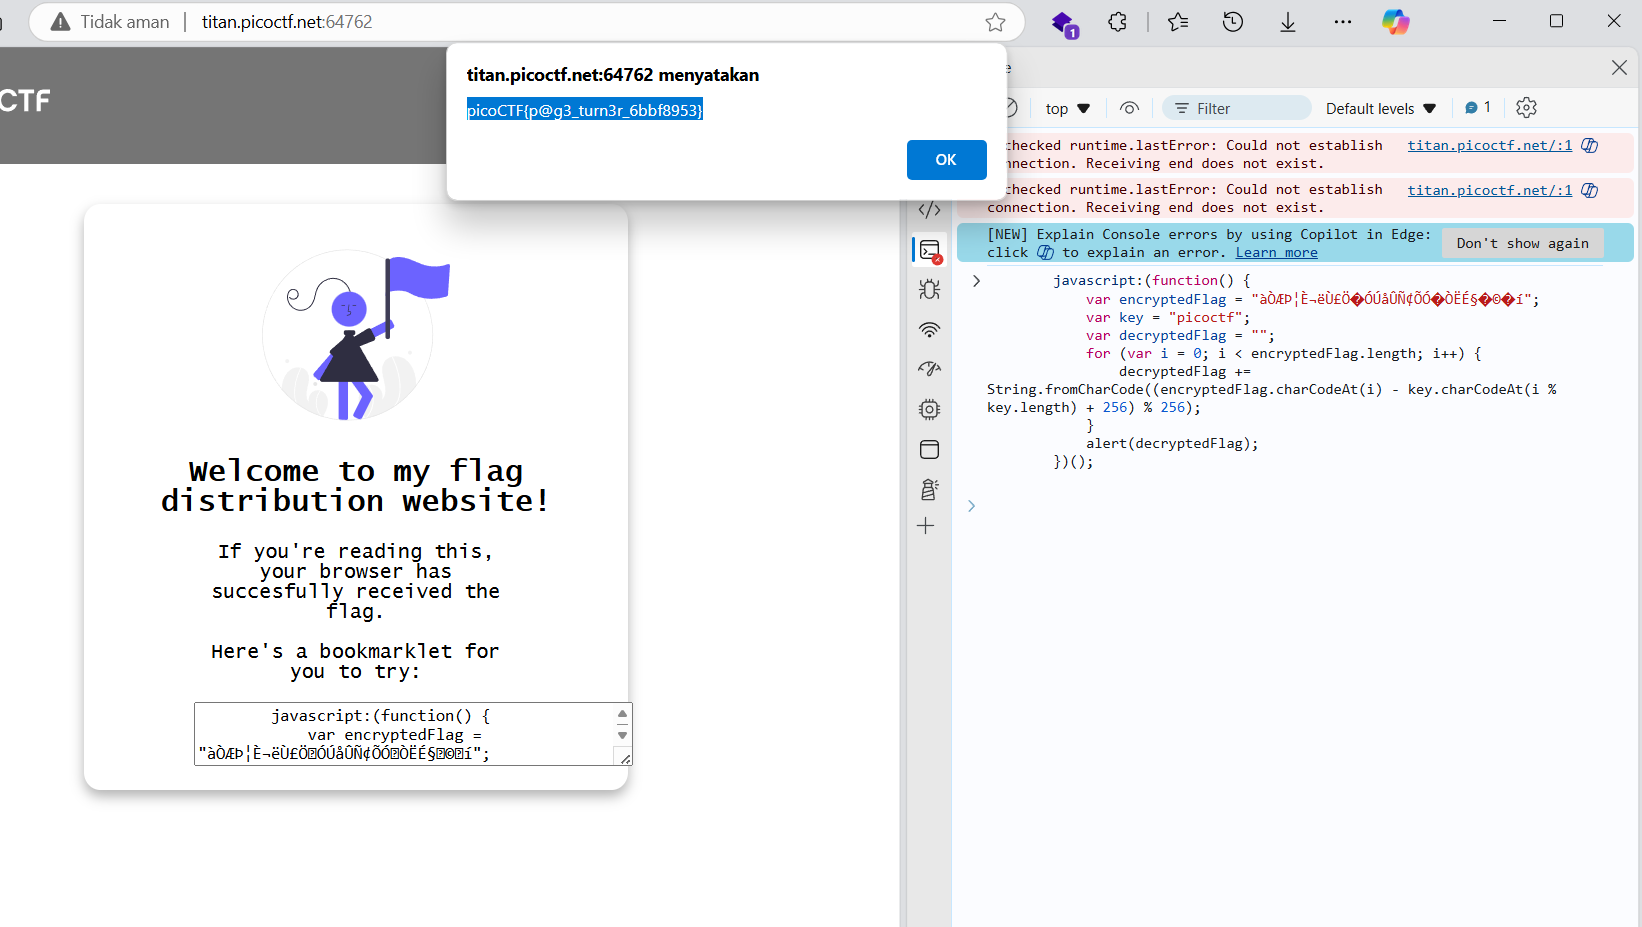 Tidak aman
titan.picoctf.net:64762
1
CTF
titan.picoctf.net:64762 menyatakan
picoCTF{p@g3_turn3r_6bbf8953}
OK
top
Filter
Default levels
1
checked runtime.lastError: Could not establish
titan.picoctf.net/:1
nnection. Receiving end does not exist.
checked runtime.lastError: Could not establish
titan.picoctf.net/:1
connection. Receiving end does not exist.
[NEW] Explain Console errors by using Copilot in Edge:
click to explain an error. Learn more
Don't show again
javascript:(function() {
var encryptedFlag = "àÒÆÞ¦È¬ëÙ£Ö�ÓÚåÛÑ¢ÕÓ�ÒËÉ§�©�í";
var key = "picoctf";
var decryptedFlag = "";
for (var i = 0; i < encryptedFlag.length; i++) {
decryptedFlag +=
String.fromCharCode((encryptedFlag.charCodeAt(i) - key.charCodeAt(i %
key.length) + 256) % 256);
}
alert(decryptedFlag);
})();
Welcome to my flag
distribution website!
If you're reading this,
your browser has
succesfully received the
flag.
Here's a bookmarklet for
you to try:
javascript:(function() {
var encryptedFlag =
"àÒÆÞ¦È¬ëÙ£Ö�ÓÚåÛÑ¢ÕÓ�ÒËÉ§�©�í";